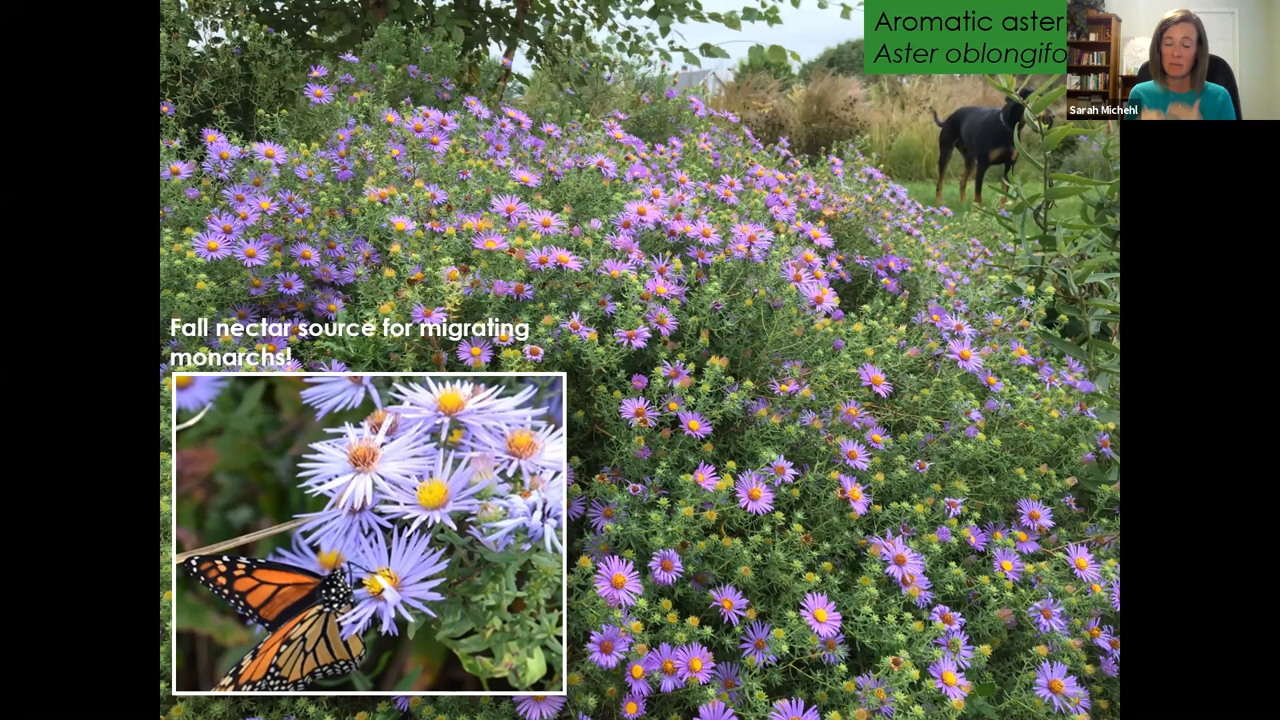 Aromatic aster
Aster oblongifo
Sarah Michehl
Fall nectar source for migrating
monarchs!